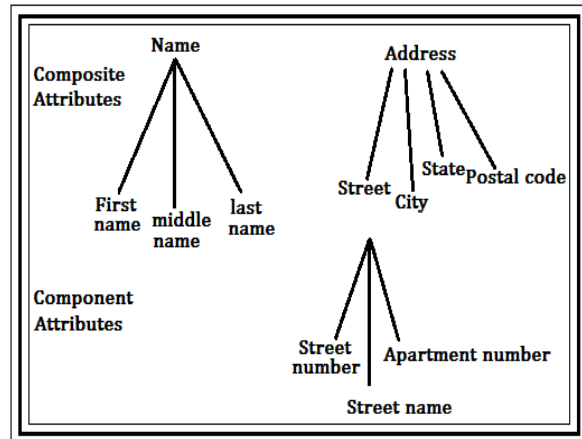 Name
Address
Composite
Attributes
State
Postal code
Street
City
First
name
middle
name
last
name
Component
Attributes
Street
number
Apartment number
Street name